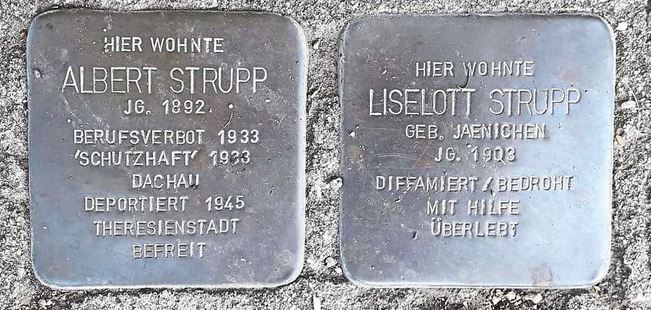 HIER WOHNTE
ALBERT STRUPP
JG. 1892
BERUFSVERBOT 1933
'SCHUTZHAFT' 1933
DACHAU
DEPORTIERT 1945
THERESIENSTADT
BEFREIT
HIER WOHNTE
LISELOTT STRUPP
GEB. JAENICHEN
JG. 1903
DIFFAMIERT / BEDROHT
MIT HILFE
ÜBERLEBT